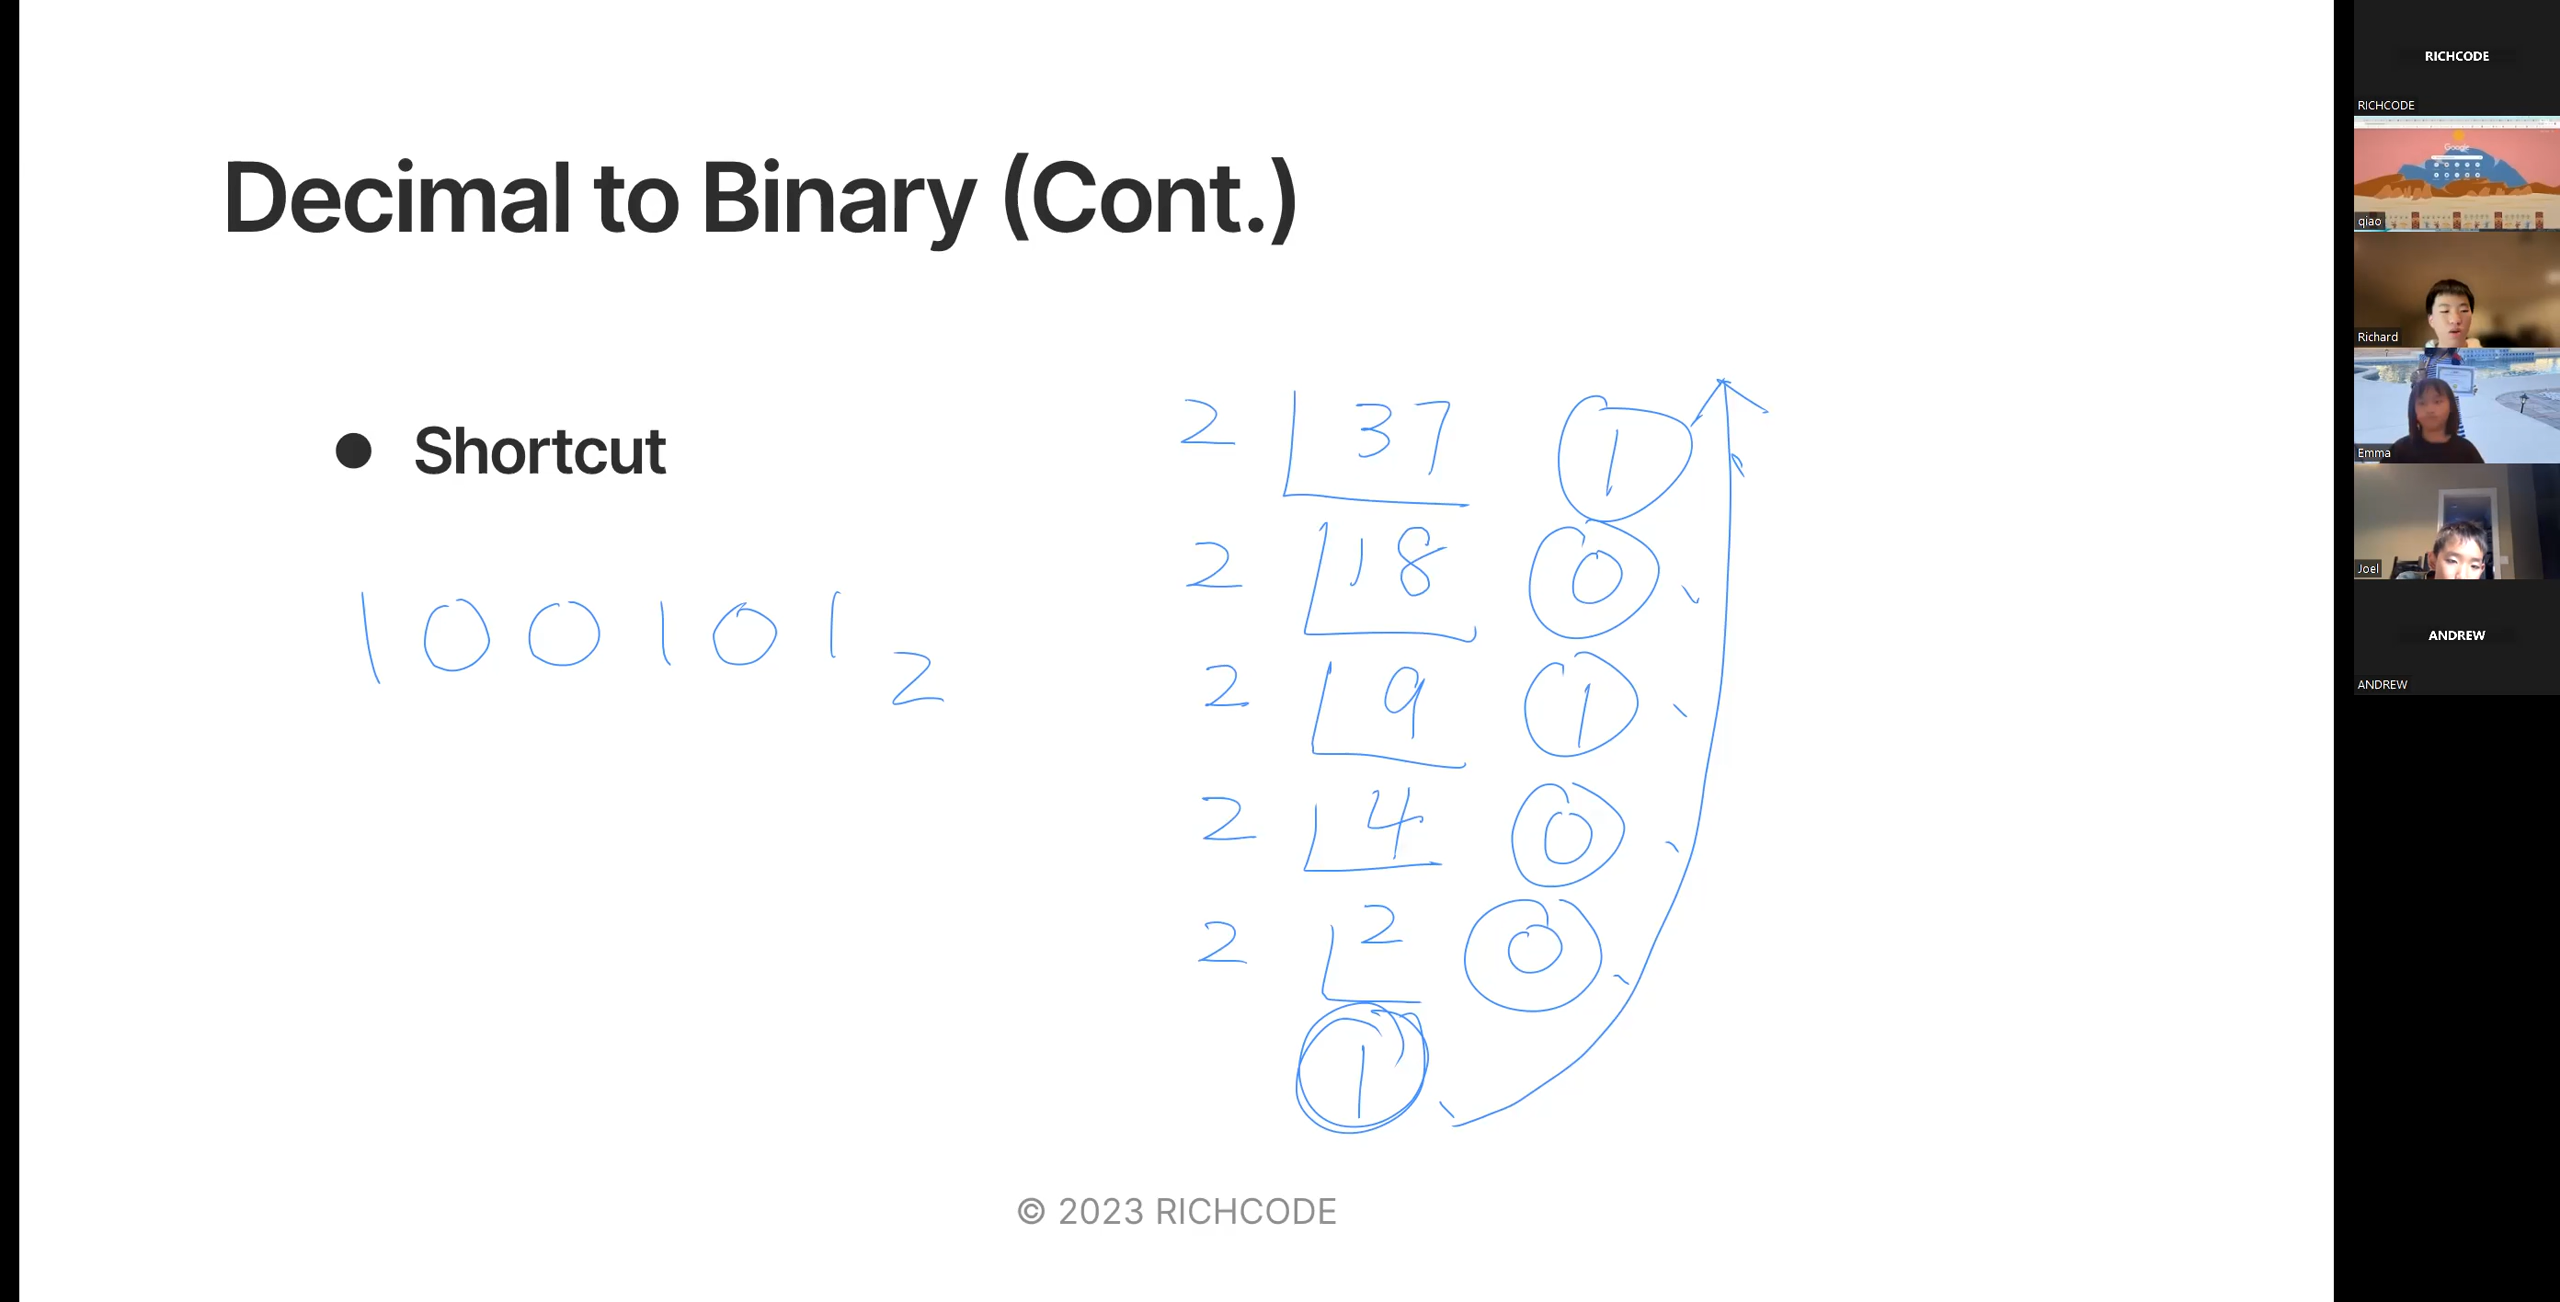 Decimal to Binary (Cont.)
● Shortcut
100101 2
2 37 1
2 18 0
2 9 1
2 4 0
2 2 0
1
© 2023 RICHCODE
RICHCODE
RICHCODE
Google
qiao
Richard
Emma
Joel
ANDREW
ANDREW